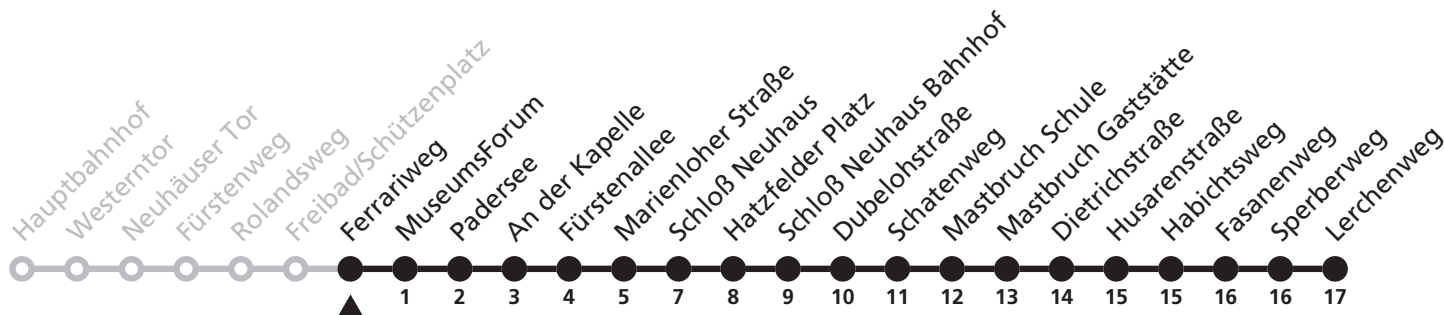 Hauptbahnhof
Westerntor
Neuhäuser Tor
Fürstenweg
Rolandsweg
Freibad/Schützenplatz
Ferrariweg
MuseumsForum
Padersee
An der Kapelle
Fürstenallee
Marienloher Straße
Schloß Neuhaus
Hatzfelder Platz
Schloß Neuhaus Bahnhof
Dubelohstraße
Schatenweg
Mastbruch Schule
Mastbruch Gaststätte
Dietrichstraße
Husarenstraße
Habichtsweg
Fasanenweg
Sperberweg
Lerchenweg
1 2 3 4 5 7 8 9 10 11 12 13 14 15 15 16 16 17